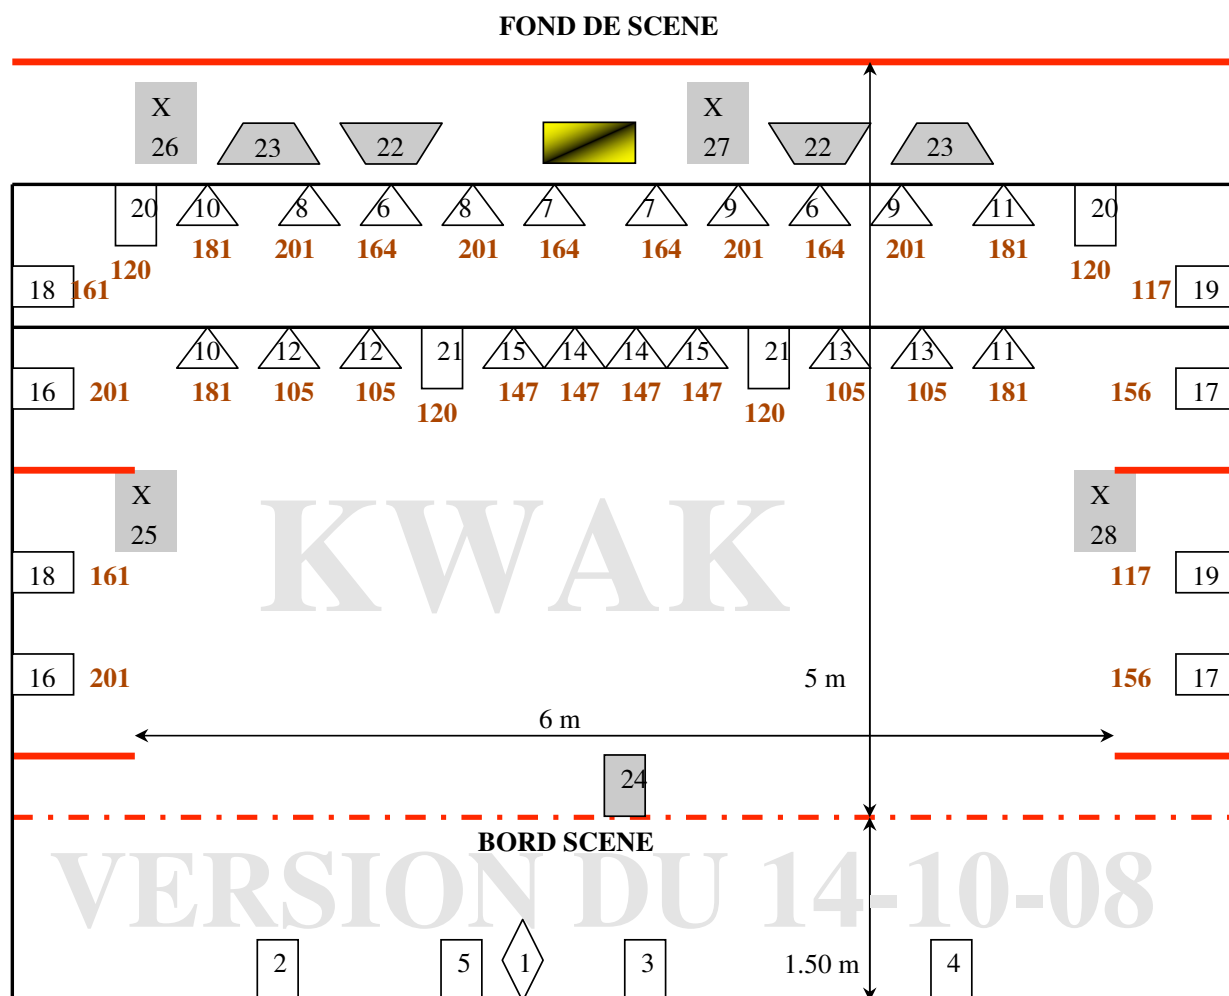 FOND DE SCENE
X X
26 23 22 27 22 23
20 10 8 6 8 7 7 9 6 9 11 20
181 201 164 201 164 164 201 164 201 181
120 120
18 161 117 19
10 12 12 21 15 14 14 15 21 13 13 11
16 201 181 105 105 147 147 147 147 105 105 181 156 17
120 120
X X
25 28
KWAK
18 161 117 19
16 201 5 m 156 17
6 m
24
BORD SCENE
VERSION DU 14-10-08
2 5 1 3 1.50 m 4